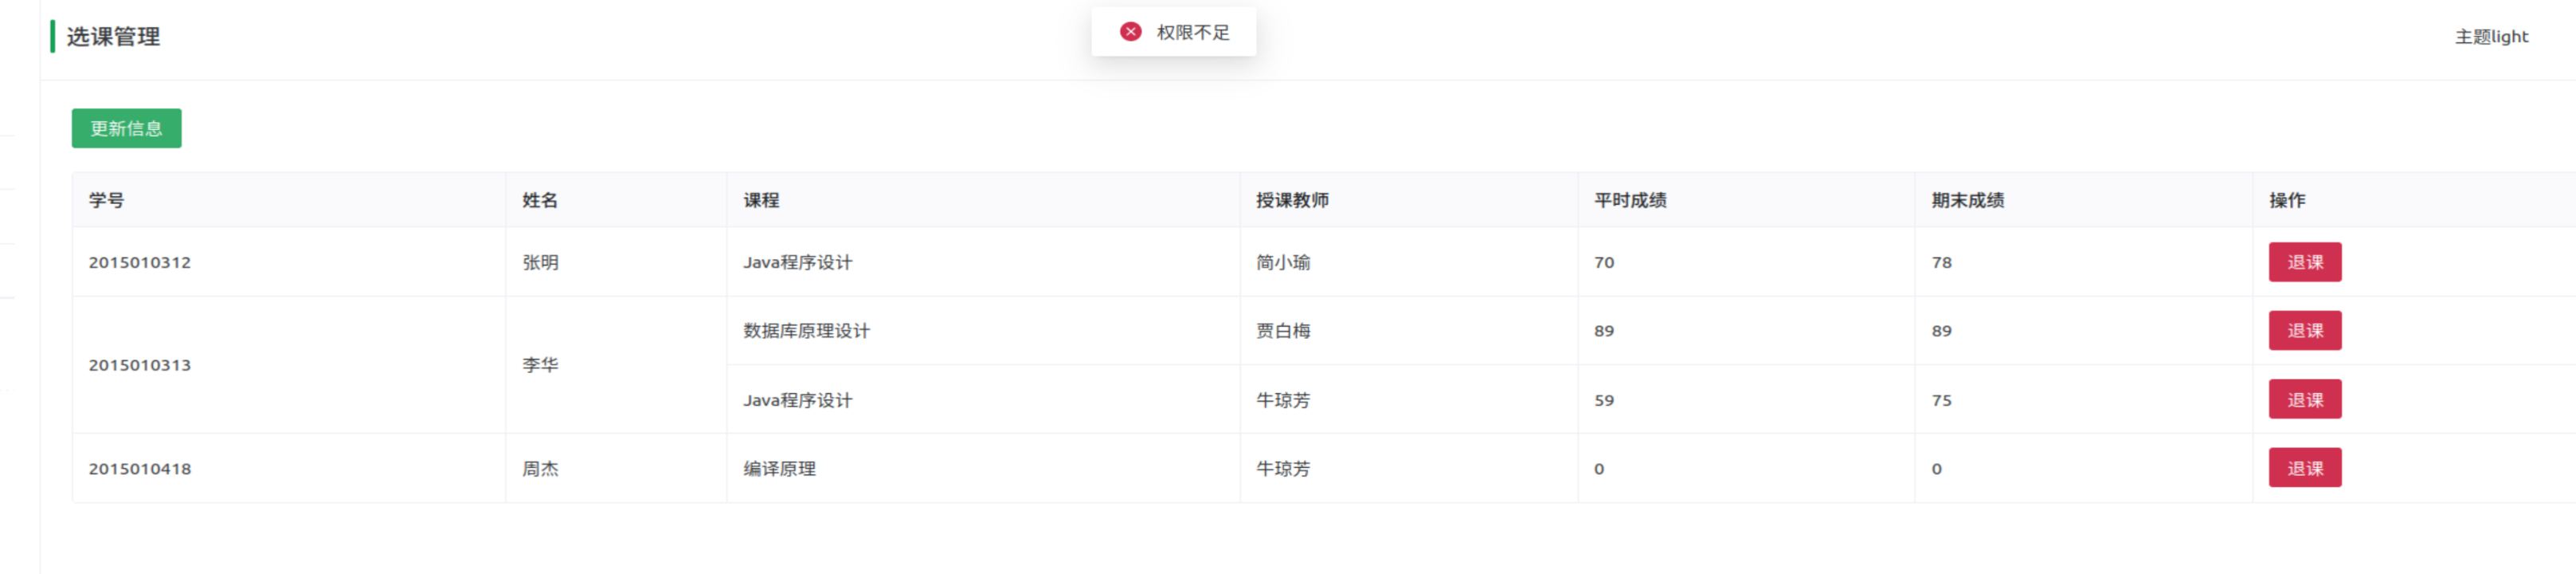 选课管理
权限不足
主题light
更新信息
学号 姓名 课程 授课教师 平时成绩 期末成绩 操作
2015010312 张明 Java程序设计 简小瑜 70 78 退课
2015010313 李华 数据库原理设计 贾白梅 89 89 退课
Java程序设计 牛琼芳 59 75 退课
2015010418 周杰 编译原理 牛琼芳 0 0 退课